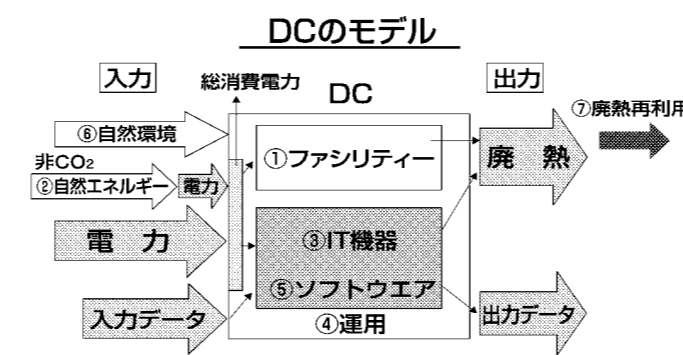 DCのモデル
入力
総消費電力
DC
出力
⑦廃熱再利用
⑥自然環境
①ファシリティー
廃 熱
非CO₂
②自然エネルギー
電力
電 力
③IT機器
⑤ソフトウエア
入力データ
④運用
出力データ